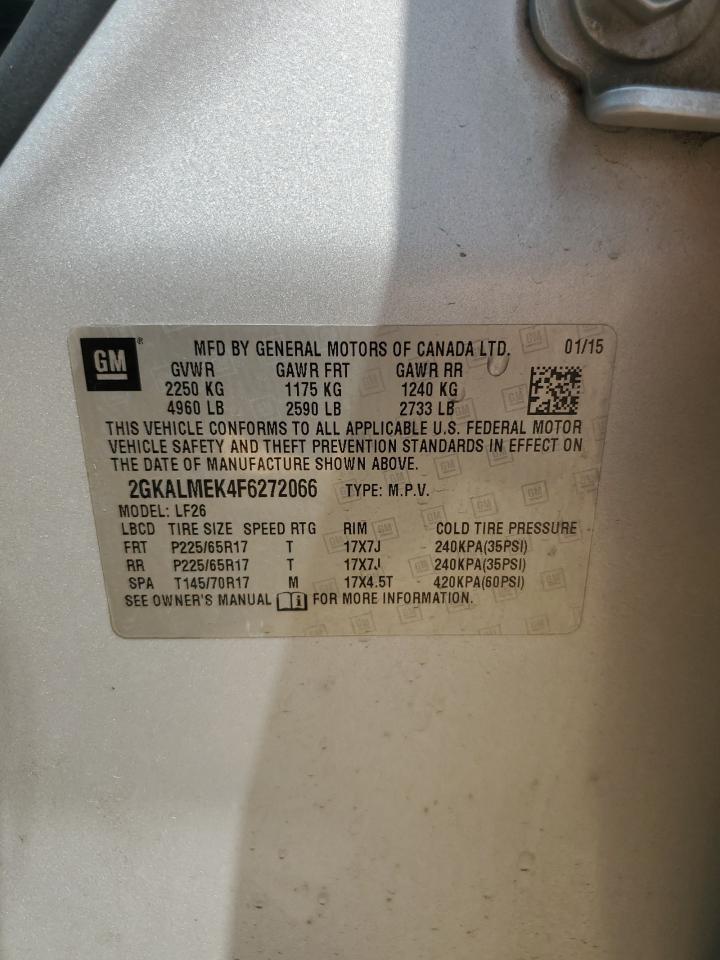 GM® MFD BY GENERAL MOTORS OF CANADA LTD. 01/15
GVWR GAWR FRT GAWR RR
2250 KG 1175 KG 1240 KG
4960 LB 2590 LB 2733 LB
THIS VEHICLE CONFORMS TO ALL APPLICABLE U.S. FEDERAL MOTOR
VEHICLE SAFETY AND THEFT PREVENTION STANDARDS IN EFFECT ON
THE DATE OF MANUFACTURE SHOWN ABOVE.
2GKALMEK4F6272066 TYPE: M.P.V.
MODEL: LF26
LBCD TIRE SIZE SPEED RTG RIM COLD TIRE PRESSURE
FRT P225/65R17 T 17X7J 240KPA(35PSI)
RR P225/65R17 T 17X7J 240KPA(35PSI)
SPA T145/70R17 M 17X4.5T 420KPA(60PSI)
SEE OWNER'S MANUAL FOR MORE INFORMATION.